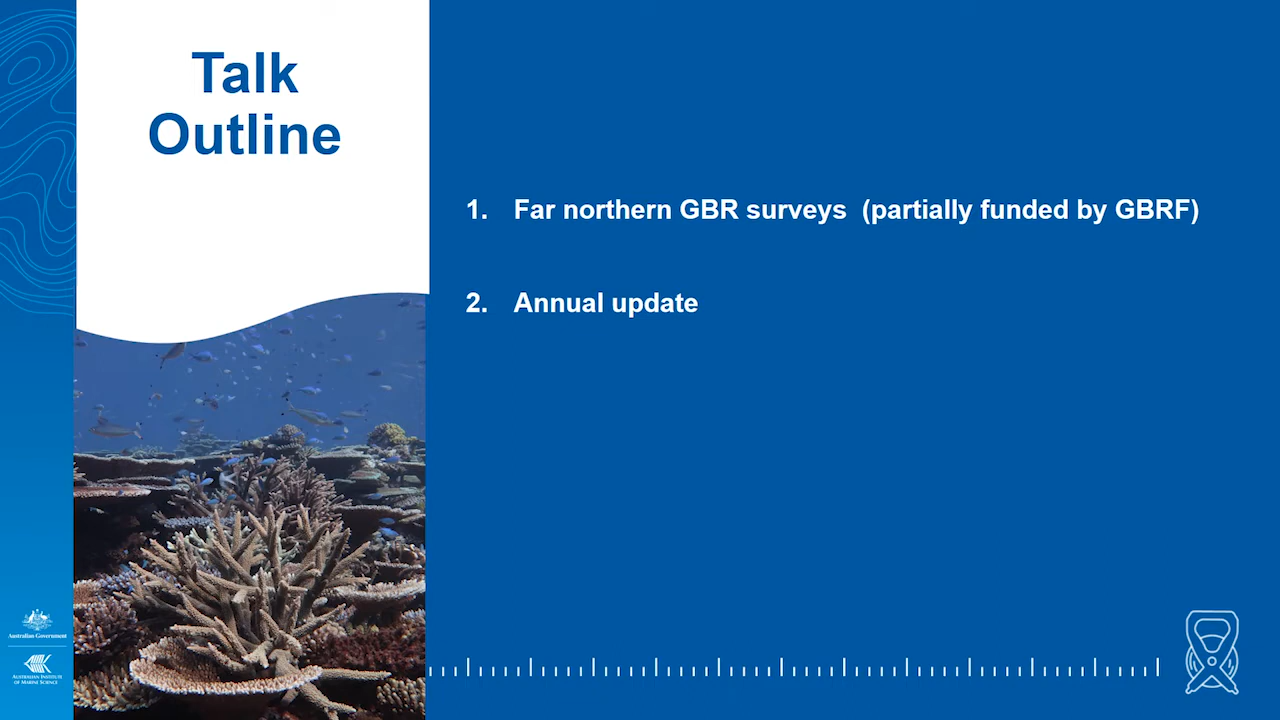 Talk
Outline
1. Far northern GBR surveys (partially funded by GBRF)
2. Annual update
Australian Government
AUSTRALIAN INSTITUTE
OF MARINE SCIENCE